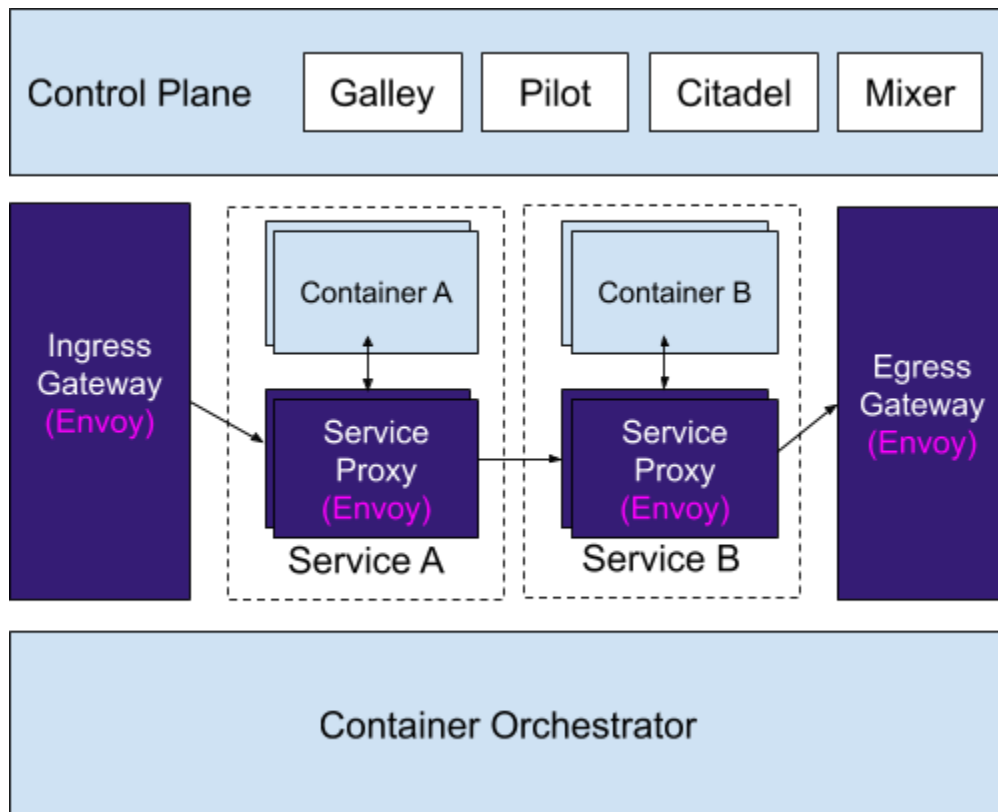 Control Plane
Galley
Pilot
Citadel
Mixer
Ingress
Gateway
(Envoy)
Container A
Service
Proxy
(Envoy)
Service A
Container B
Service
Proxy
(Envoy)
Service B
Egress
Gateway
(Envoy)
Container Orchestrator